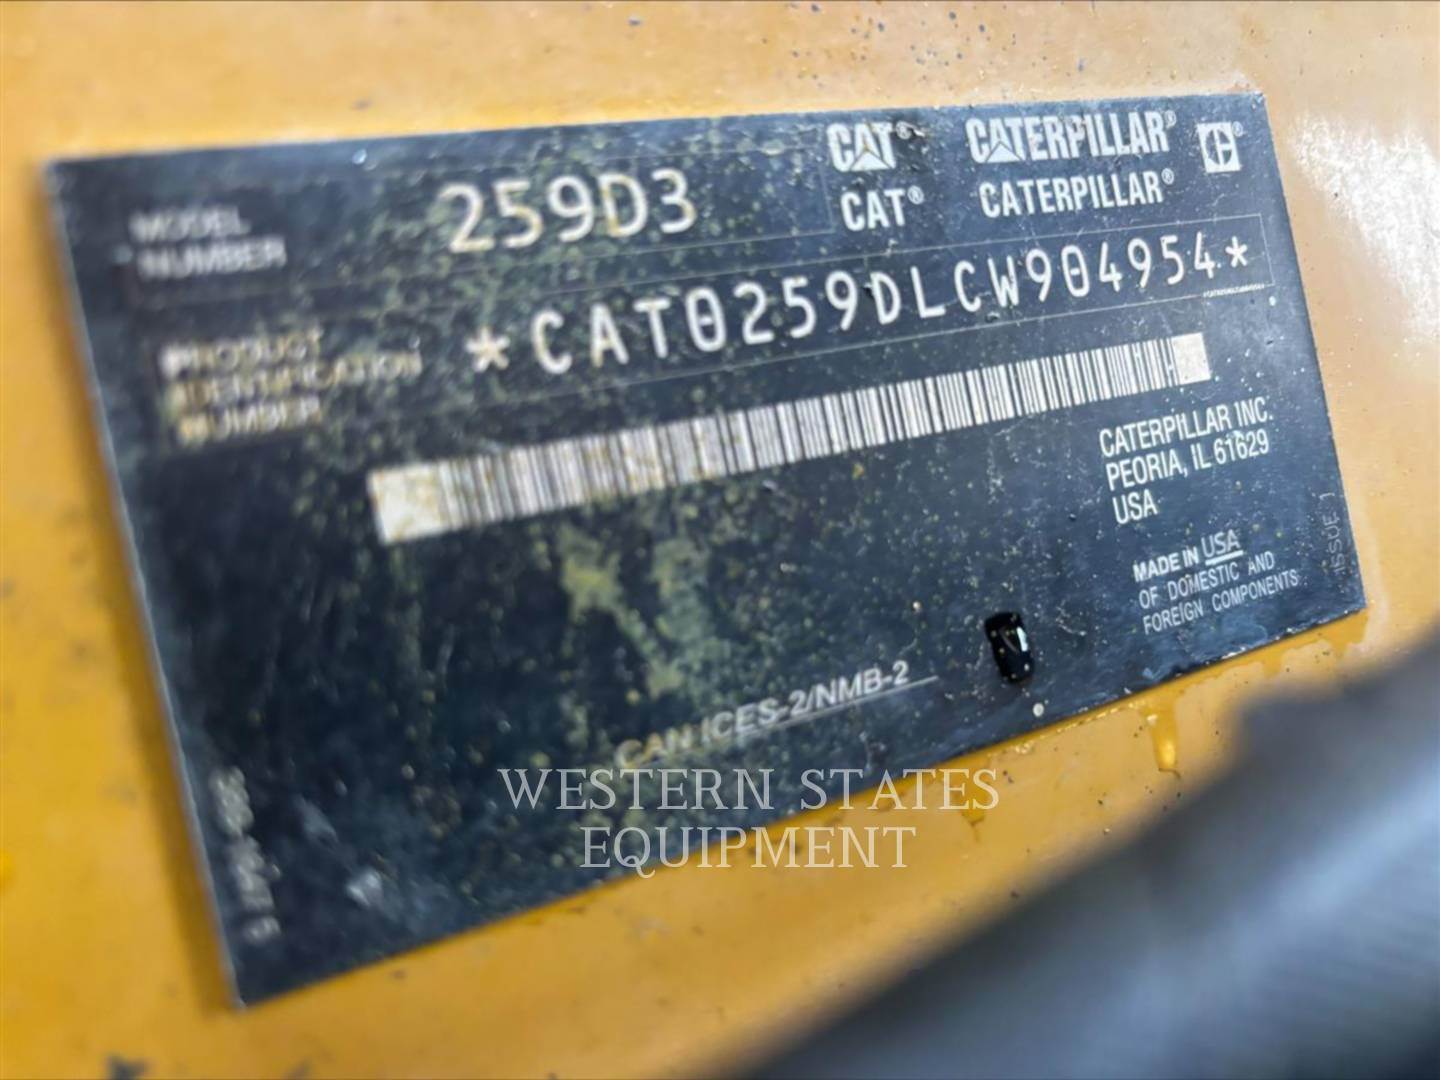 CAT® CATERPILLAR®
CAT® CATERPILLAR®
MODEL NUMBER 259D3
PRODUCT IDENTIFICATION NUMBER *CAT0259DLCW904954*
CATERPILLAR INC.
PEORIA, IL 61629
USA
MADE IN USA
OF DOMESTIC AND
FOREIGN COMPONENTS
ISSUE 1
CAN ICES-2/NMB-2
WESTERN STATES
EQUIPMENT